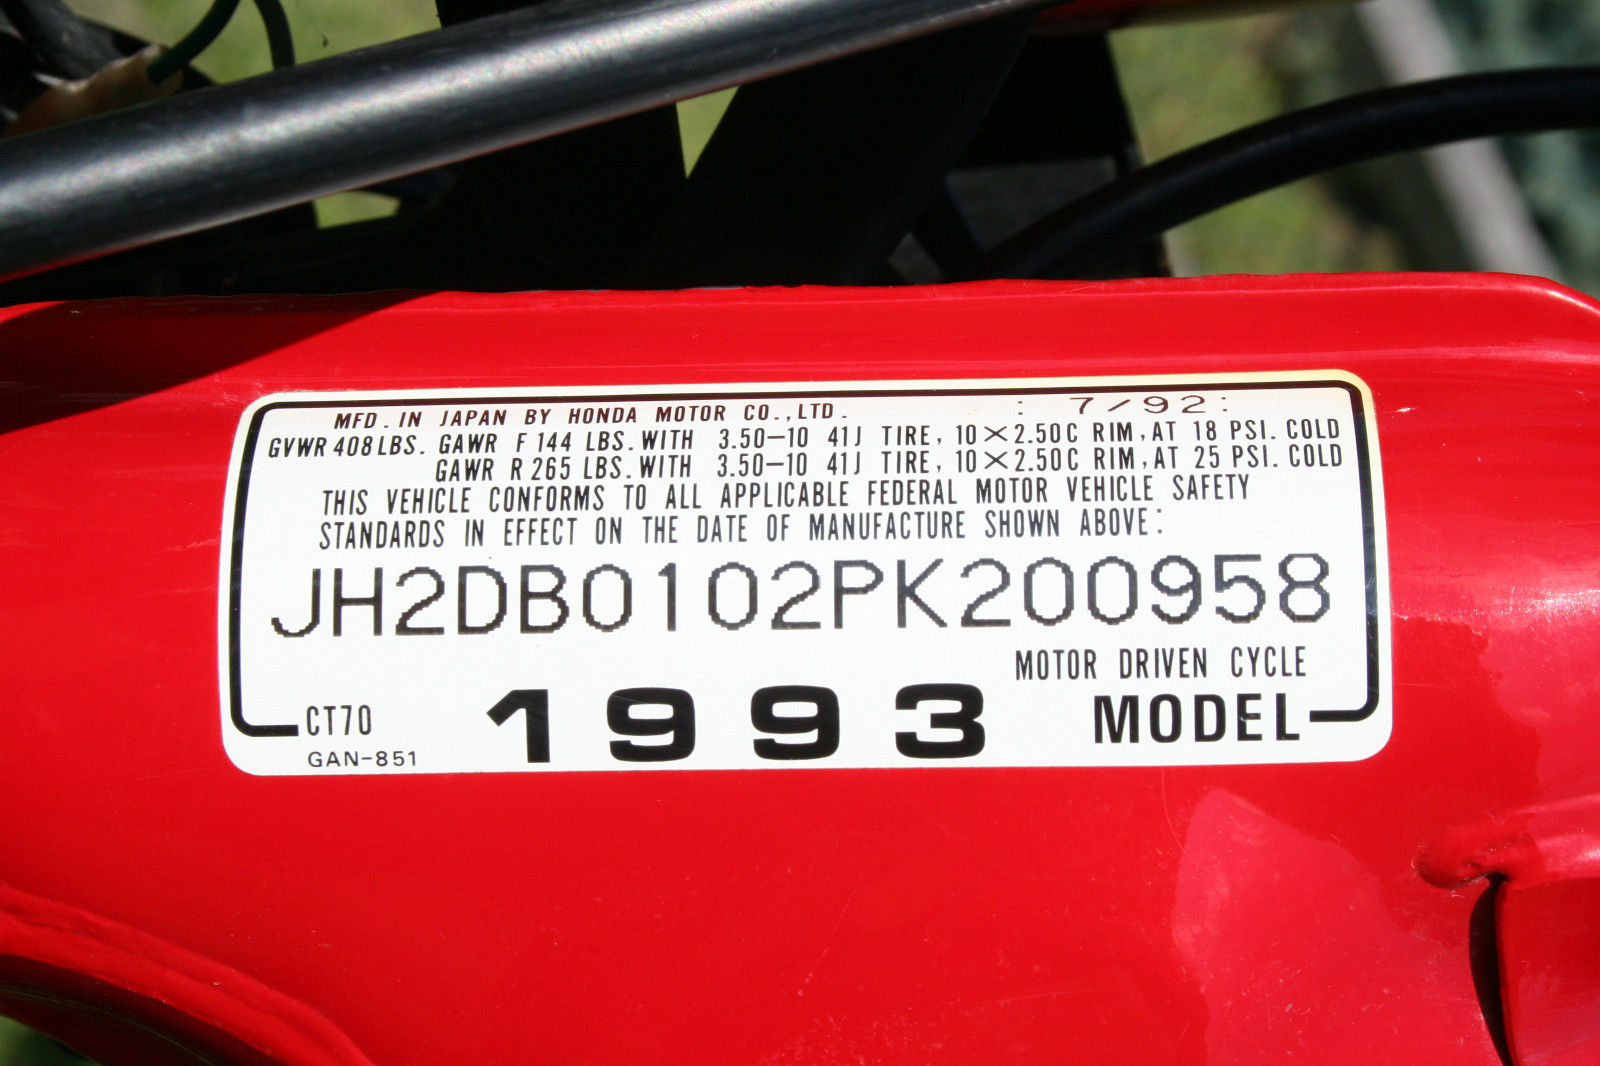 MFD. IN JAPAN BY HONDA MOTOR CO.,LTD. : 7/92:
GVWR 408 LBS. GAWR F 144 LBS. WITH 3.50-10 41J TIRE, 10×2.50C RIM, AT 18 PSI. COLD
GAWR R 265 LBS. WITH 3.50-10 41J TIRE, 10×2.50C RIM, AT 25 PSI. COLD
THIS VEHICLE CONFORMS TO ALL APPLICABLE FEDERAL MOTOR VEHICLE SAFETY
STANDARDS IN EFFECT ON THE DATE OF MANUFACTURE SHOWN ABOVE:
JH2DB0102PK200958
MOTOR DRIVEN CYCLE
CT70 1993 MODEL
GAN-851